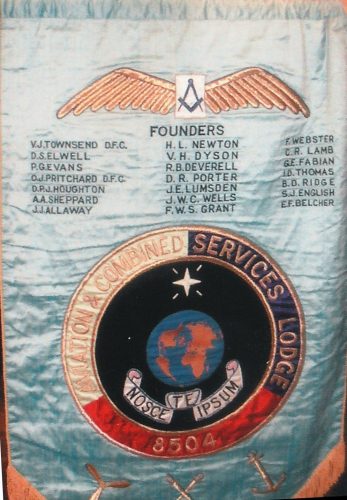 FOUNDERS
V.J.TOWNSEND D.F.C.
D.S.ELWELL
P.G.EVANS
D.J.PRITCHARD D.F.C.
D.P.J.HOUGHTON
A.A.SHEPPARD
J.J.ALLAWAY
H.L. NEWTON
V.H. DYSON
R.B.DEVERELL
D.R. PORTER
J.E.LUMSDEN
J.W.C. WELLS
F.W.S. GRANT
F.WEBSTER
C.R. LAMB
G.E. FABIAN
J.D.THOMAS
B.D. RIDGE
S.J. ENGLISH
E.F.BELCHER
AVIATION & COMBINED SERVICES LODGE
NOSCE TE IPSUM
8504